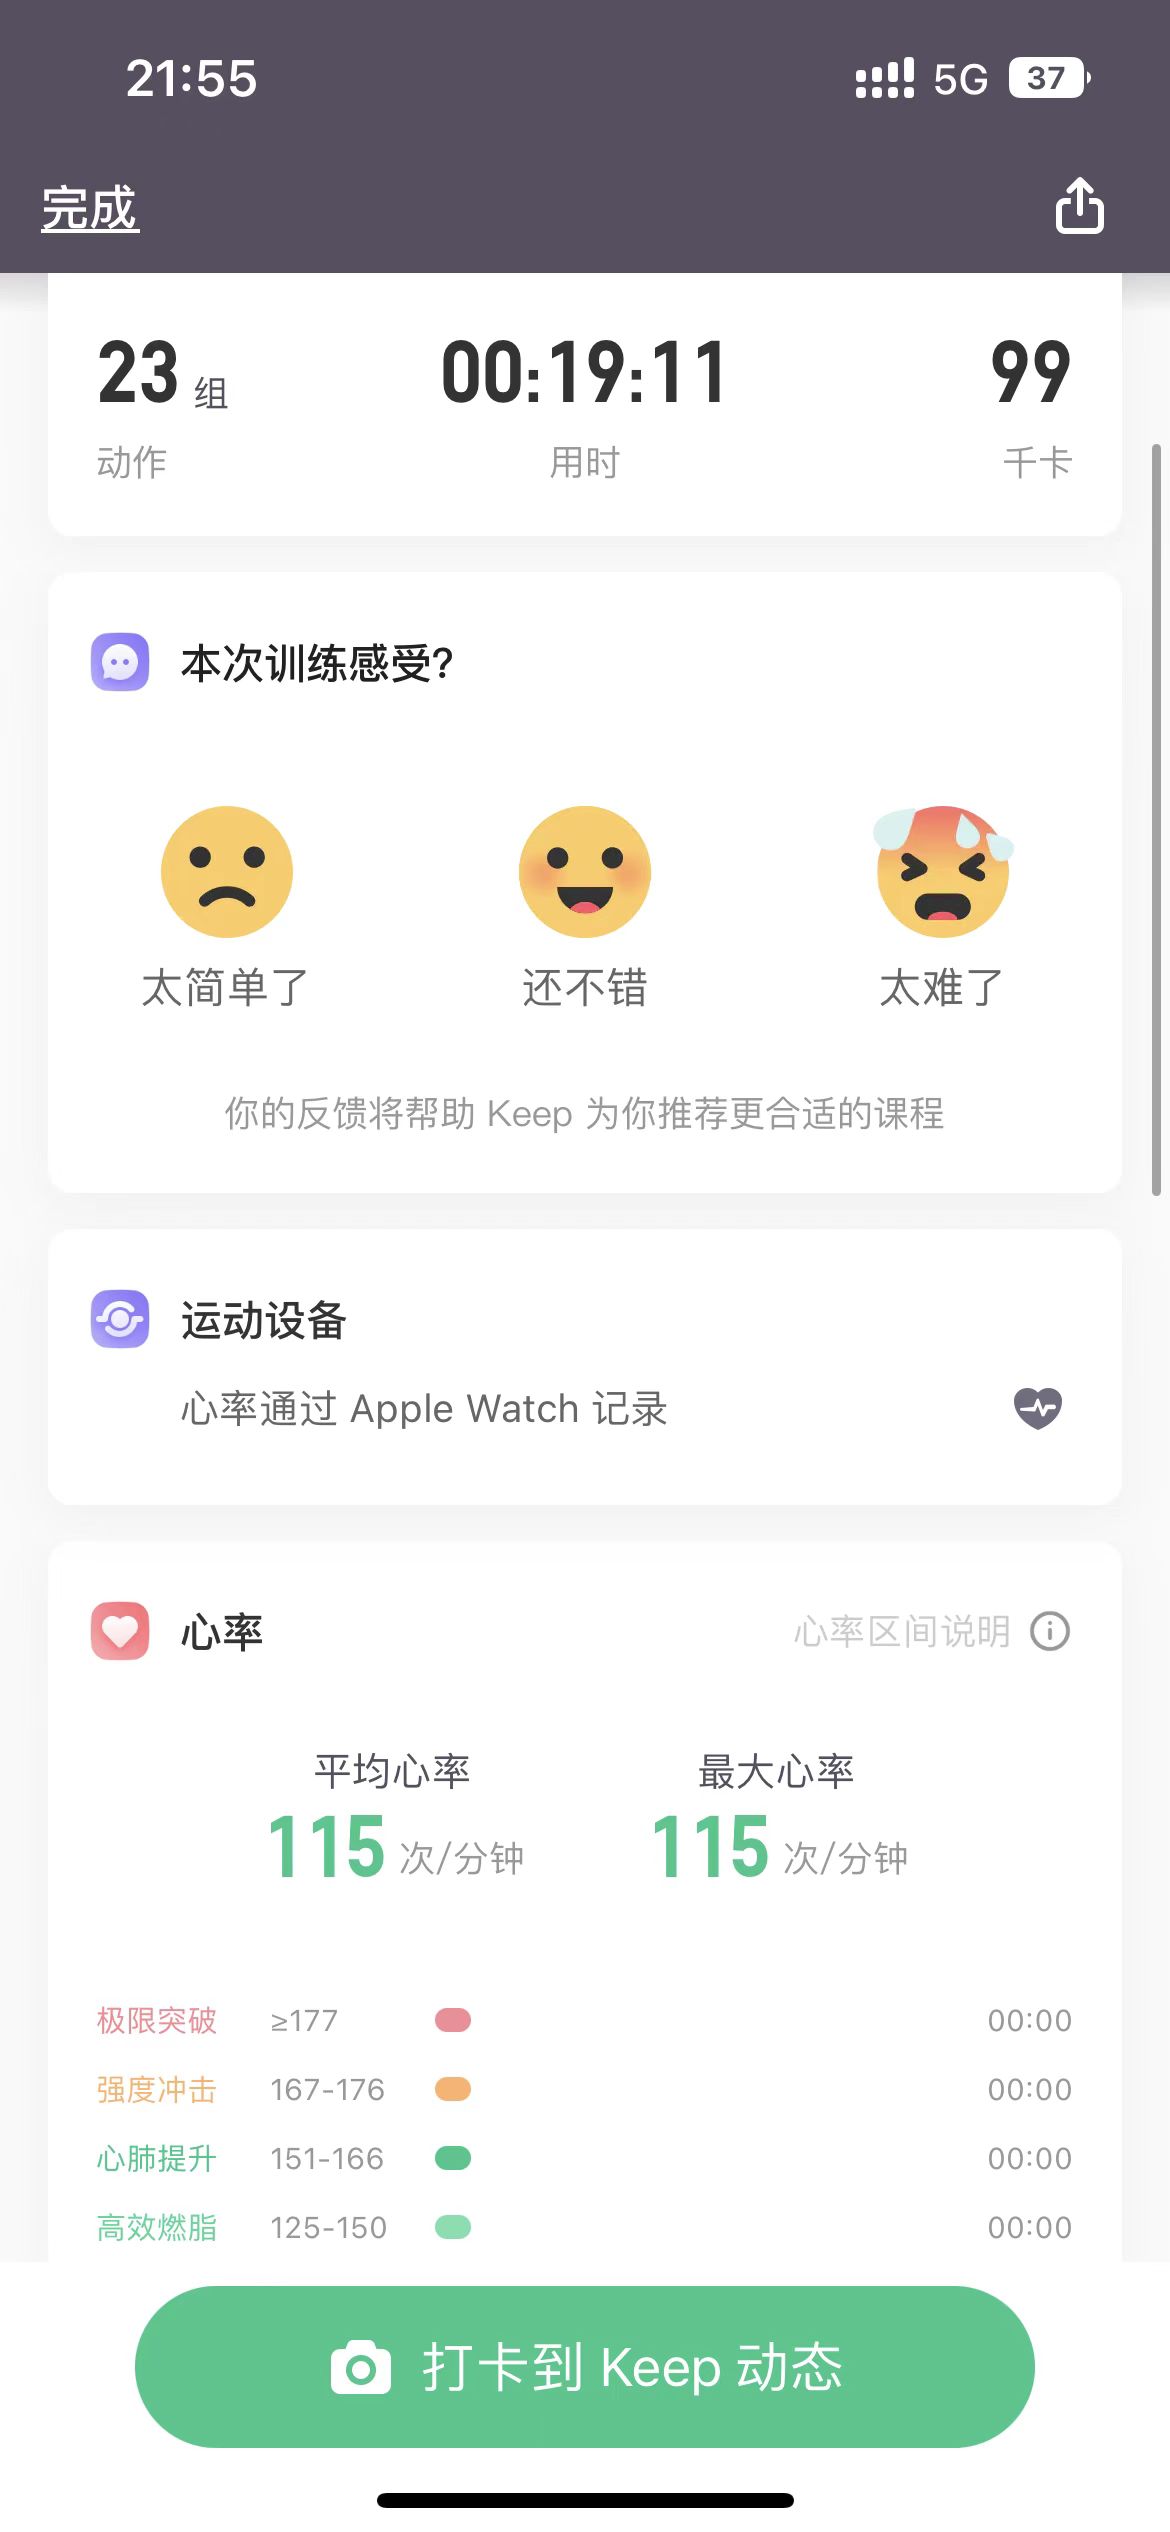 21:55 5G 37
完成
23 组 00:19:11 99
动作 用时 千卡
本次训练感受?
太简单了 还不错 太难了
你的反馈将帮助 Keep 为你推荐更合适的课程
运动设备
心率通过 Apple Watch 记录
心率 心率区间说明
平均心率 最大心率
115 次/分钟 115 次/分钟
极限突破 ≥177 00:00
强度冲击 167-176 00:00
心肺提升 151-166 00:00
高效燃脂 125-150 00:00
打卡到 Keep 动态